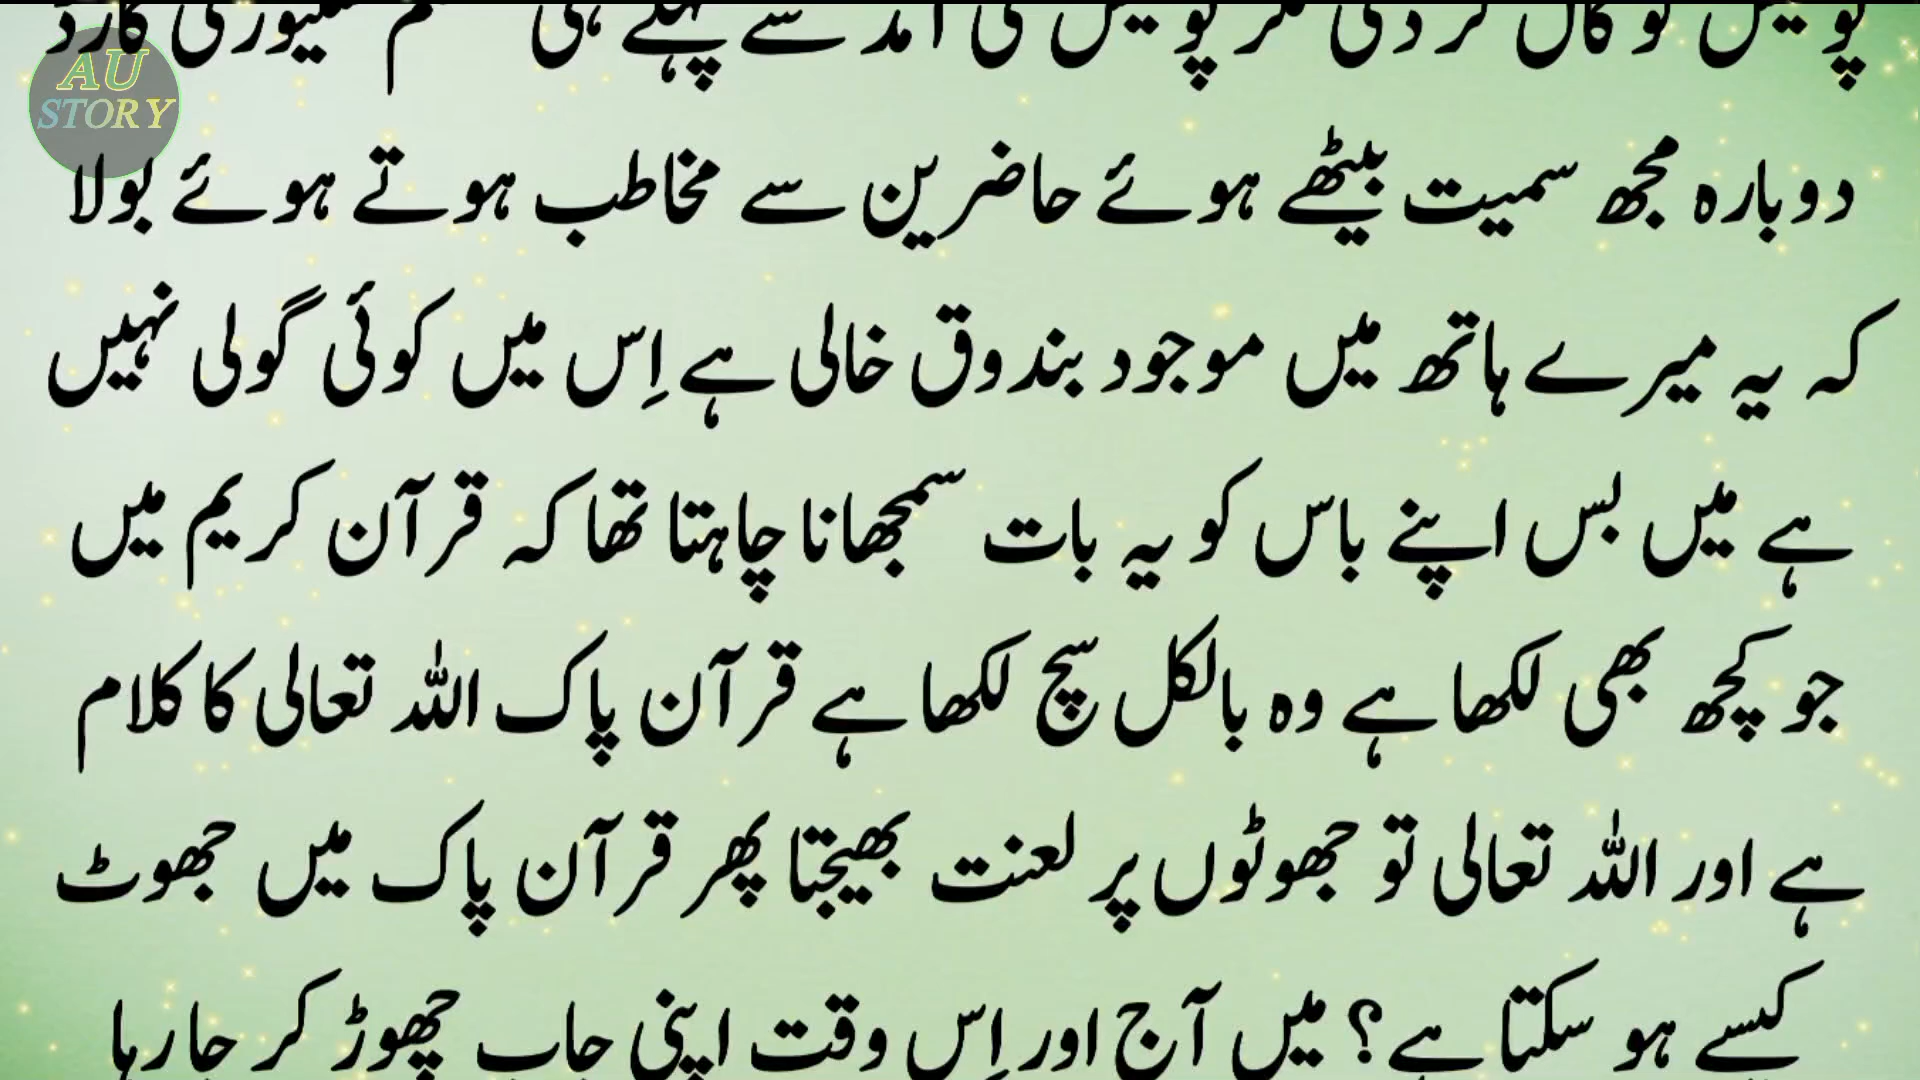 AU
STORY
پولیس کو کال کر دی مگر پولیس کی آمد سے پہلے ہی سیکیورٹی گارڈ
دوبارہ مجھ سمیت بیٹھے ہوئے حاضرین سے مخاطب ہوتے ہوئے بولا
کہ یہ میرے ہاتھ میں موجود بندوق خالی ہے اِس میں کوئی گولی نہیں
ہے میں بس اپنے باس کو یہ بات سمجھانا چاہتا تھا کہ قرآن کریم میں
جو کچھ بھی لکھا ہے وہ بالکل سچ لکھا ہے قرآن پاک اللہ تعالی کا کلام
ہے اور اللہ تعالی تو جھوٹوں پر لعنت بھیجتا پھر قرآن پاک میں جھوٹ
کیسے ہو سکتا ہے؟ میں آج اور اِس وقت اپنی جاب چھوڑ کر جا رہا